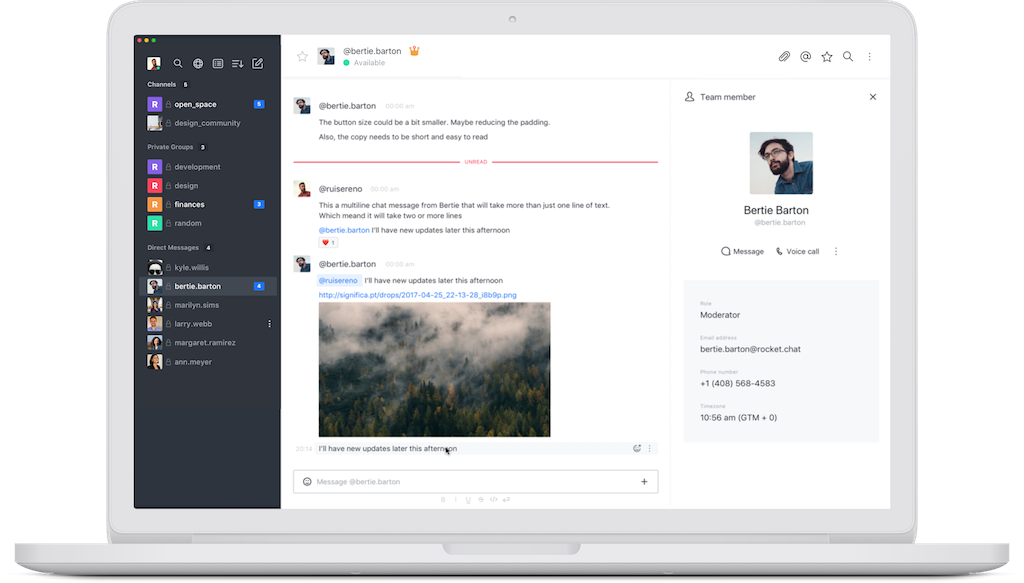 Channels 5
R open_space 5
design_community
Private Groups 3
R development
R design
R finances 3
R random
Direct Messages 4
kyle.willis
bertie.barton 4
marilyn.sims
larry.webb
margaret.ramirez
ann.meyer
@bertie.barton
Available
@bertie.barton 00:00 am
The button size could be a bit smaller. Maybe reducing the padding.
Also, the copy needs to be short and easy to read
UNREAD
@ruisereno 00:00 am
This a multiline chat message from Bertie that will take more than just one line of text.
Which meand it will take two or more lines
@bertie.barton I'll have new updates later this afternoon
1
@bertie.barton 00:00 am
@ruisereno I'll have new updates later this afternoon
http://significa.pt/drops/2017-04-25_22-13-28_i8b9p.png
20:14 I'll have new updates later this afternoon
Message @bertie.barton +
B I U S </>
Team member
Bertie Barton
@bertie.barton
Message Voice call
Role
Moderator
Email address
bertie.barton@rocket.chat
Phone number
+1 (408) 568-4583
Timezone
10:56 am (GTM + 0)